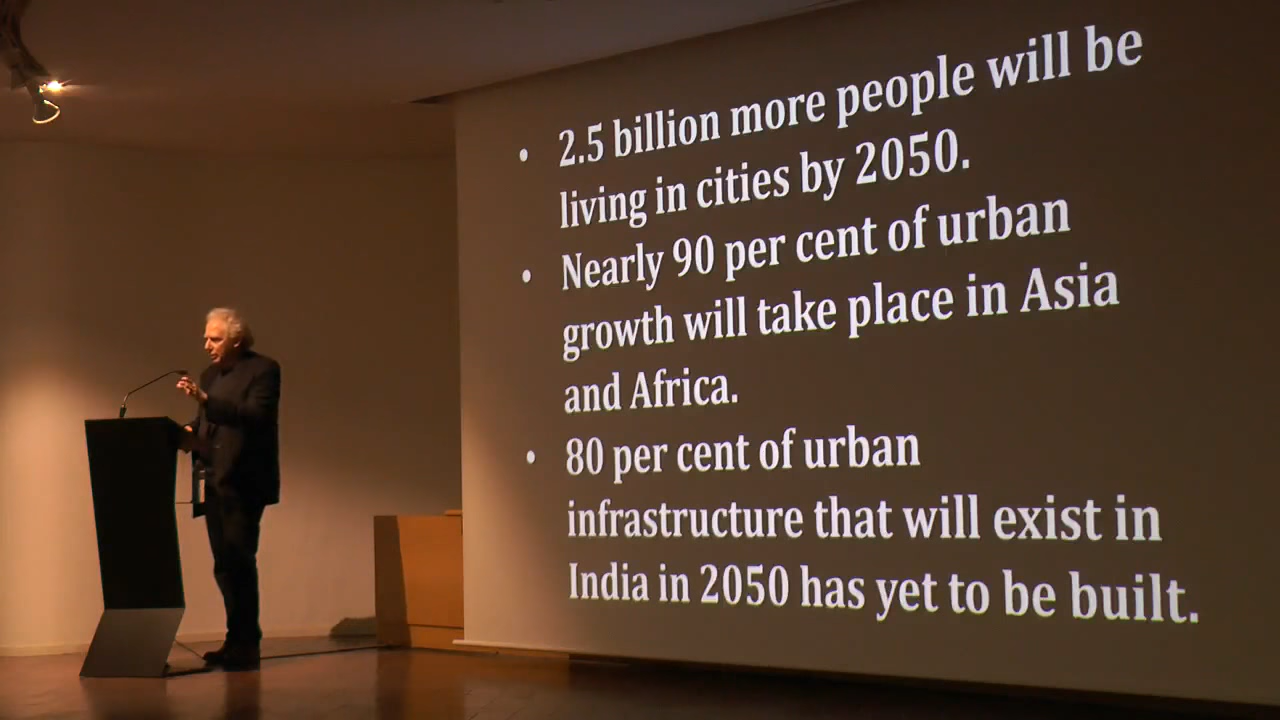 • 2.5 billion more people will be
living in cities by 2050.
• Nearly 90 per cent of urban
growth will take place in Asia
and Africa.
• 80 per cent of urban
infrastructure that will exist in
India in 2050 has yet to be built.